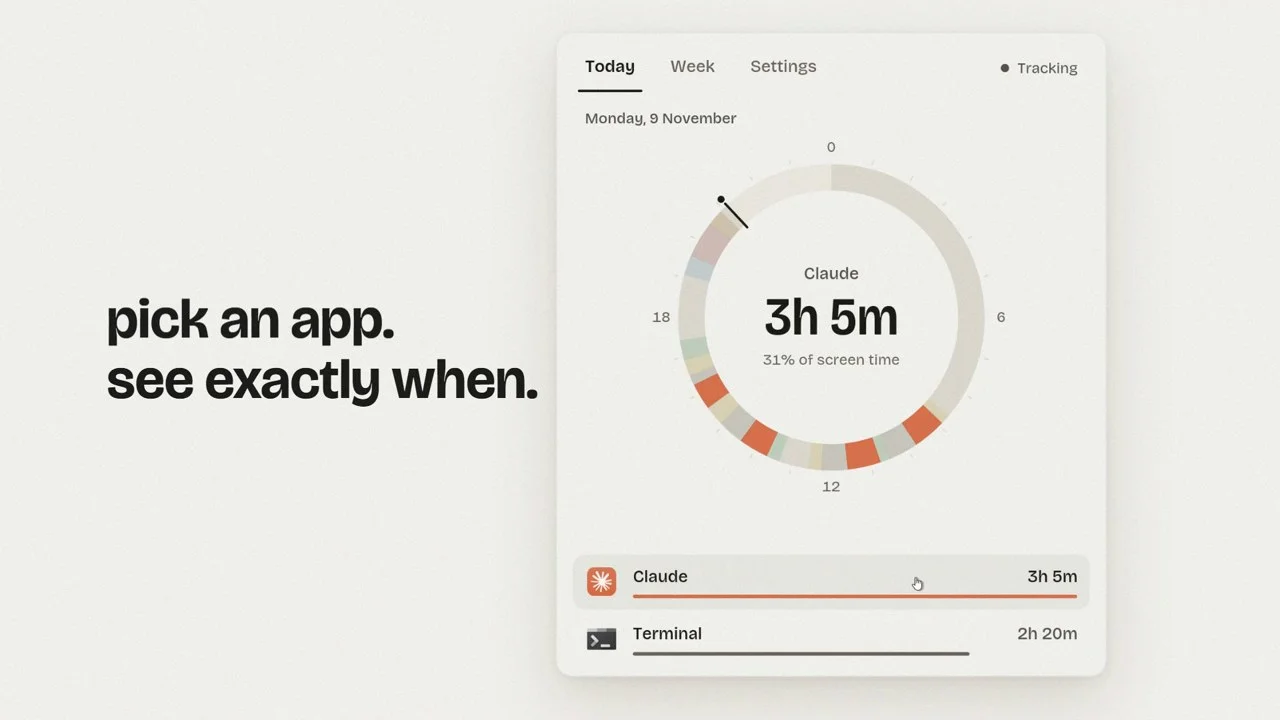 pick an app.
see exactly when.
Today Week Settings
Tracking
Monday, 9 November
0
6
12
18
Claude
3h 5m
31% of screen time
Claude 3h 5m
Terminal 2h 20m